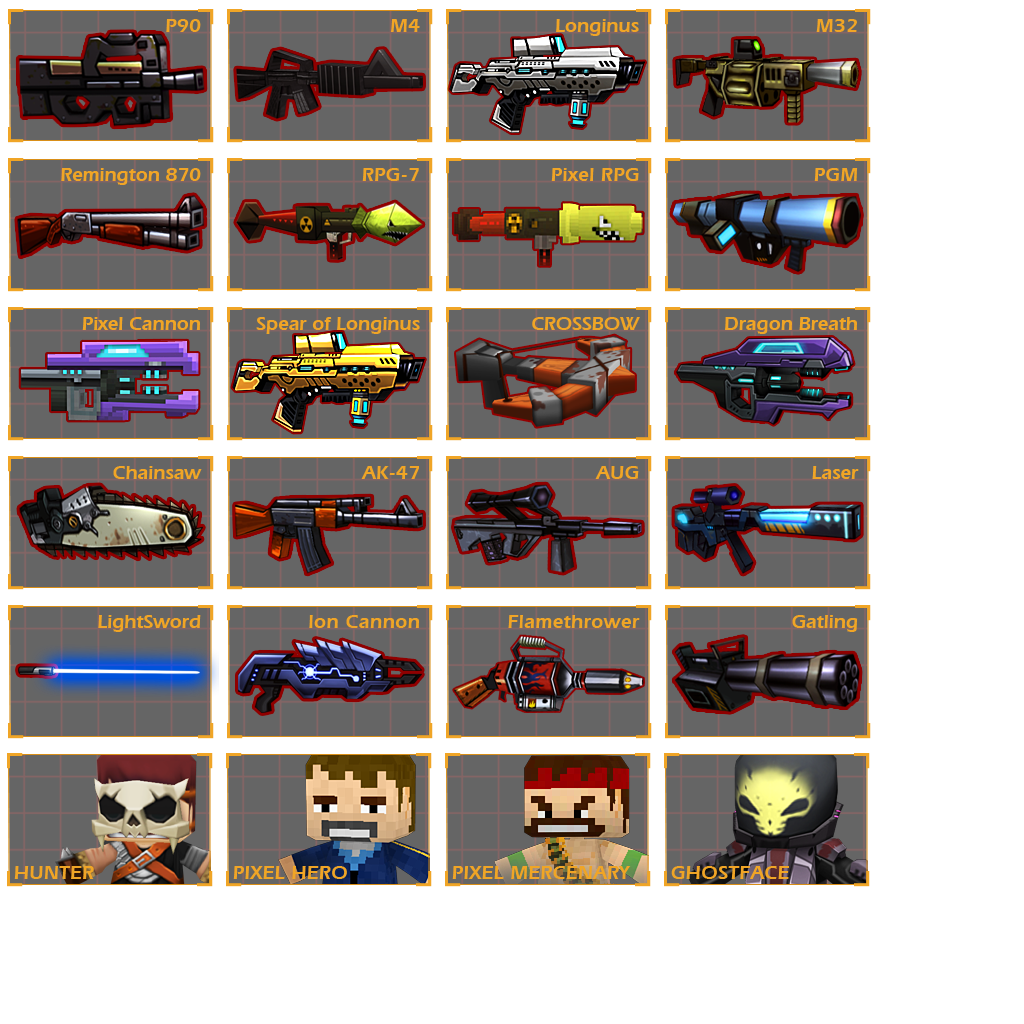 P90
M4
Longinus
M32
Remington 870
RPG-7
Pixel RPG
PGM
Pixel Cannon
Spear of Longinus
CROSSBOW
Dragon Breath
Chainsaw
AK-47
AUG
Laser
LightSword
Ion Cannon
Flamethrower
Gatling
HUNTER
PIXEL HERO
PIXEL MERCENARY
GHOSTFACE